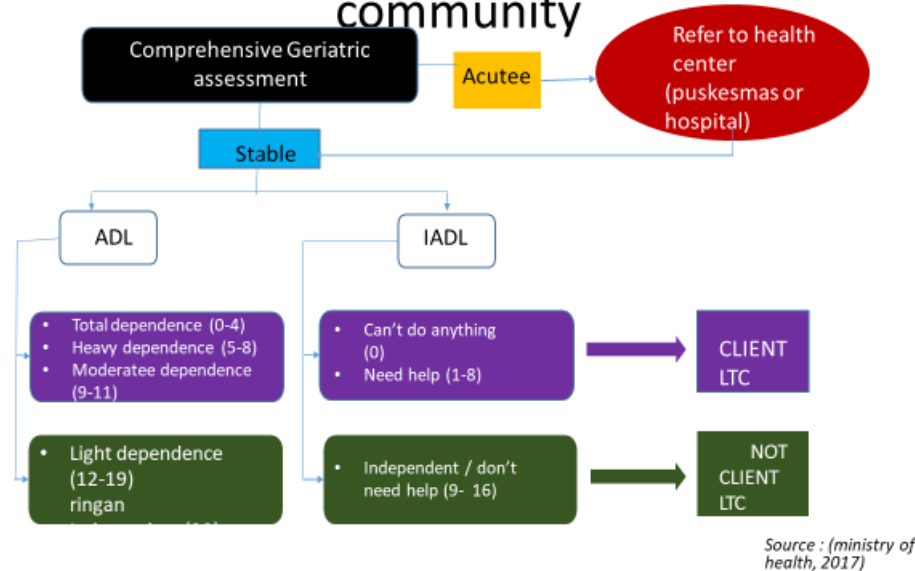 community
Comprehensive Geriatric
assessment
Acutee
Refer to health
center
(puskesmas or
hospital)
Stable
ADL
IADL
• Total dependence (0-4)
• Heavy dependence (5-8)
• Moderatee dependence
(9-11)
• Can't do anything
(0)
• Need help (1-8)
CLIENT
LTC
• Light dependence
(12-19)
ringan
• Independent / don't
need help (9- 16)
NOT
CLIENT
LTC
Source : (ministry of
health, 2017)